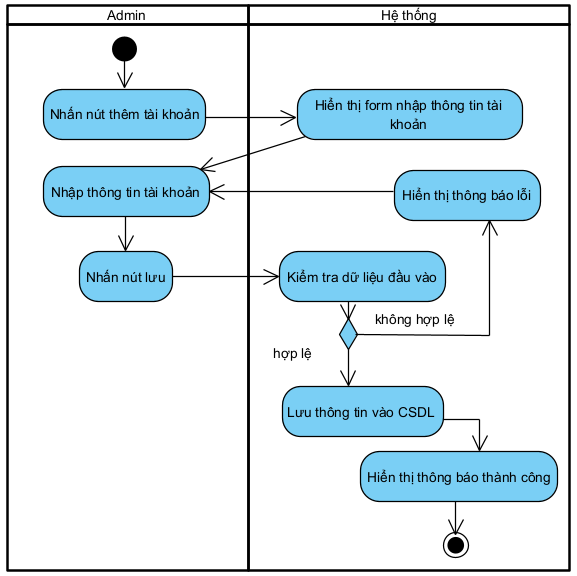 Admin
Hệ thống
Nhấn nút thêm tài khoản
Hiển thị form nhập thông tin tài
khoản
Nhập thông tin tài khoản
Hiển thị thông báo lỗi
Nhấn nút lưu
Kiểm tra dữ liệu đầu vào
không hợp lệ
hợp lệ
Lưu thông tin vào CSDL
Hiển thị thông báo thành công